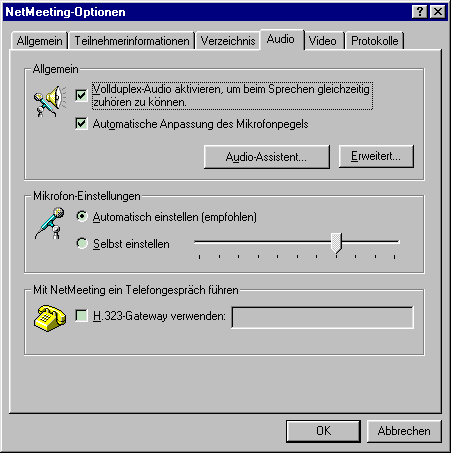 NetMeeting-Optionen
Allgemein Teilnehmerinformationen Verzeichnis Audio Video Protokolle
Allgemein
Vollduplex-Audio aktivieren, um beim Sprechen gleichzeitig
zuhören zu können.
Automatische Anpassung des Mikrofonpegels
Audio-Assistent... Erweitert...
Mikrofon-Einstellungen
Automatisch einstellen (empfohlen)
Selbst einstellen
Mit NetMeeting ein Telefongespräch führen
H.323-Gateway verwenden:
OK Abbrechen